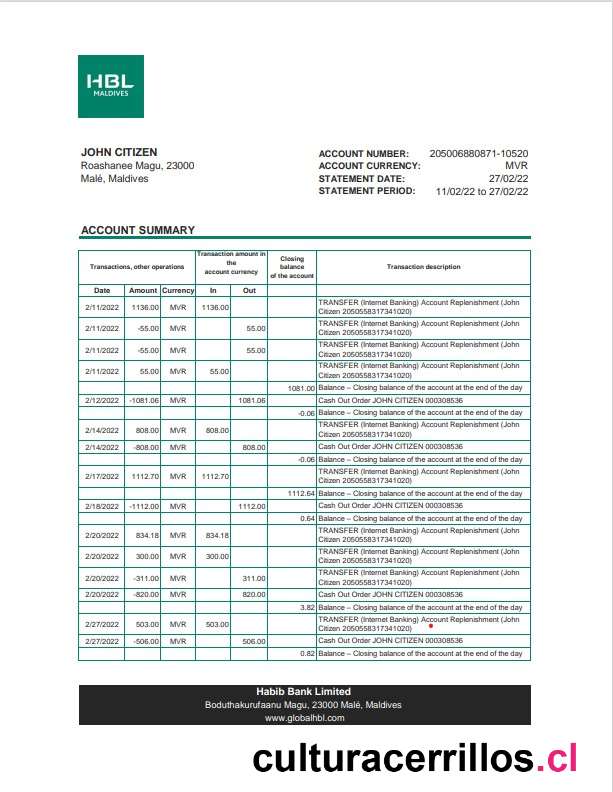 HBL
MALDIVES
JOHN CITIZEN
Roashanee Magu, 23000
Malé, Maldives
ACCOUNT NUMBER: 205006880871-10520
ACCOUNT CURRENCY: MVR
STATEMENT DATE: 27/02/22
STATEMENT PERIOD: 11/02/22 to 27/02/22
ACCOUNT SUMMARY
Transactions, other operations
Transaction amount in
the
account currency
Closing
balance
of the account
Transaction description
Date Amount Currency In Out
2/11/2022 1136.00 MVR 1136.00 TRANSFER (Internet Banking) Account Replenishment (John
Citizen 2050558317341020)
2/11/2022 -55.00 MVR 55.00 TRANSFER (Internet Banking) Account Replenishment (John
Citizen 2050558317341020)
2/11/2022 -55.00 MVR 55.00 TRANSFER (Internet Banking) Account Replenishment (John
Citizen 2050558317341020)
2/11/2022 55.00 MVR 55.00 TRANSFER (Internet Banking) Account Replenishment (John
Citizen 2050558317341020)
1081.00 Balance – Closing balance of the account at the end of the day
2/12/2022 -1081.06 MVR 1081.06 Cash Out Order JOHN CITIZEN 000308536
-0.06 Balance – Closing balance of the account at the end of the day
2/14/2022 808.00 MVR 808.00 TRANSFER (Internet Banking) Account Replenishment (John
Citizen 2050558317341020)
2/14/2022 -808.00 MVR 808.00 Cash Out Order JOHN CITIZEN 000308536
-0.06 Balance – Closing balance of the account at the end of the day
2/17/2022 1112.70 MVR 1112.70 TRANSFER (Internet Banking) Account Replenishment (John
Citizen 2050558317341020)
1112.64 Balance – Closing balance of the account at the end of the day
2/18/2022 -1112.00 MVR 1112.00 Cash Out Order JOHN CITIZEN 000308536
0.64 Balance – Closing balance of the account at the end of the day
2/20/2022 834.18 MVR 834.18 TRANSFER (Internet Banking) Account Replenishment (John
Citizen 2050558317341020)
2/20/2022 300.00 MVR 300.00 TRANSFER (Internet Banking) Account Replenishment (John
Citizen 2050558317341020)
2/20/2022 -311.00 MVR 311.00 TRANSFER (Internet Banking) Account Replenishment (John
Citizen 2050558317341020)
2/20/2022 -820.00 MVR 820.00 Cash Out Order JOHN CITIZEN 000308536
3.82 Balance – Closing balance of the account at the end of the day
2/27/2022 503.00 MVR 503.00 TRANSFER (Internet Banking) Account Replenishment (John
Citizen 2050558317341020)
2/27/2022 -506.00 MVR 506.00 Cash Out Order JOHN CITIZEN 000308536
0.82 Balance – Closing balance of the account at the end of the day
Habib Bank Limited
Boduthakurufaanu Magu, 23000 Malé, Maldives
www.globalhbl.com
culturacerrillos.cl